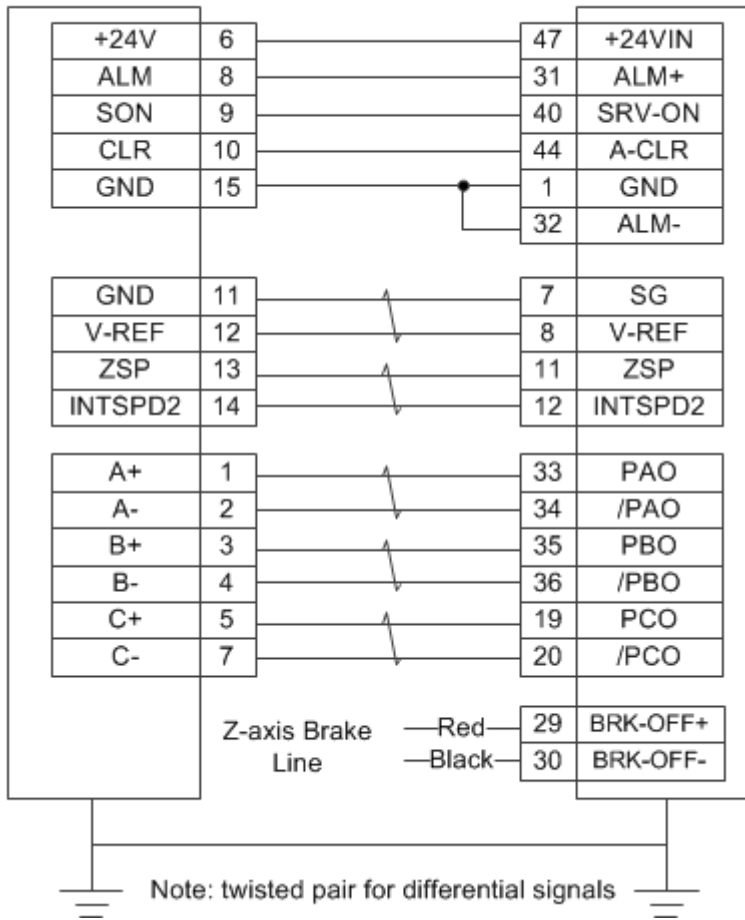 +24V 6 47 +24VIN
ALM 8 31 ALM+
SON 9 40 SRV-ON
CLR 10 44 A-CLR
GND 15 1 GND
32 ALM-
GND 11 7 SG
V-REF 12 8 V-REF
ZSP 13 11 ZSP
INTSPD2 14 12 INTSPD2
A+ 1 33 PAO
A- 2 34 /PAO
B+ 3 35 PBO
B- 4 36 /PBO
C+ 5 19 PCO
C- 7 20 /PCO
Z-axis Brake Red 29 BRK-OFF+
Line Black 30 BRK-OFF-
Note: twisted pair for differential signals